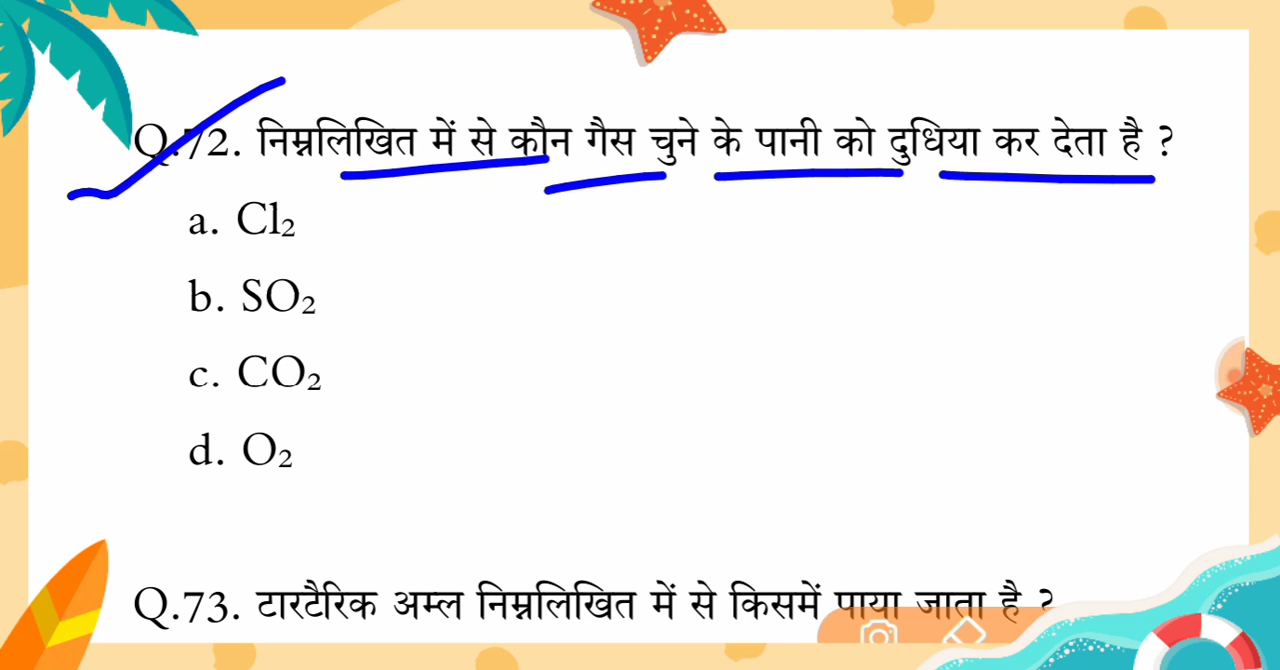 Q.72. निम्नलिखित में से कौन गैस चुने के पानी को दुधिया कर देता है ?
a. Cl₂
b. SO₂
c. CO₂
d. O₂
Q.73. टारटैरिक अम्ल निम्नलिखित में से किसमें पाया जाता है ?